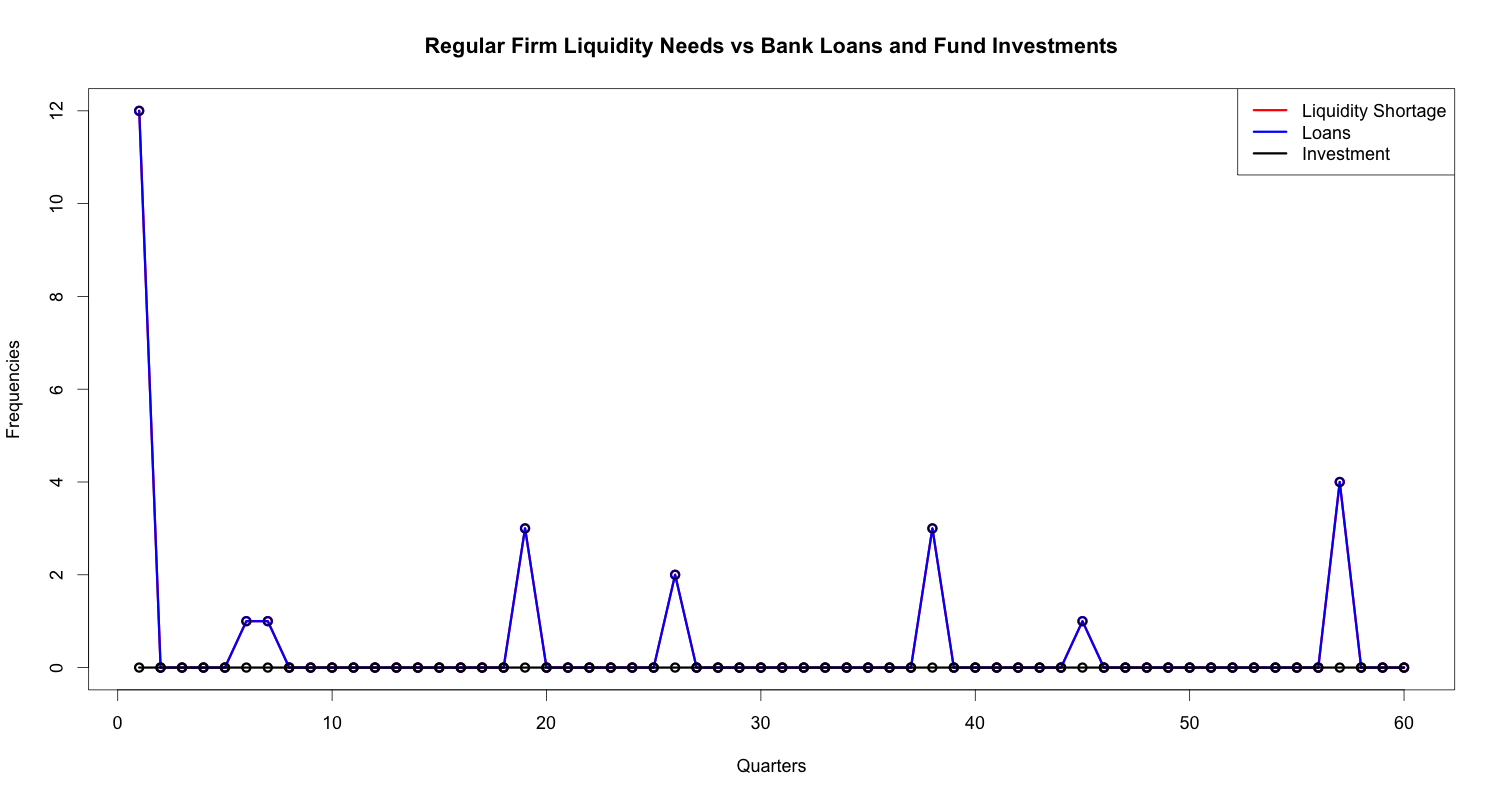 Regular Firm Liquidity Needs vs Bank Loans and Fund Investments
Liquidity Shortage
Loans
Investment
12
10
8
6
4
2
0
Frequencies
0 10 20 30 40 50 60
Quarters